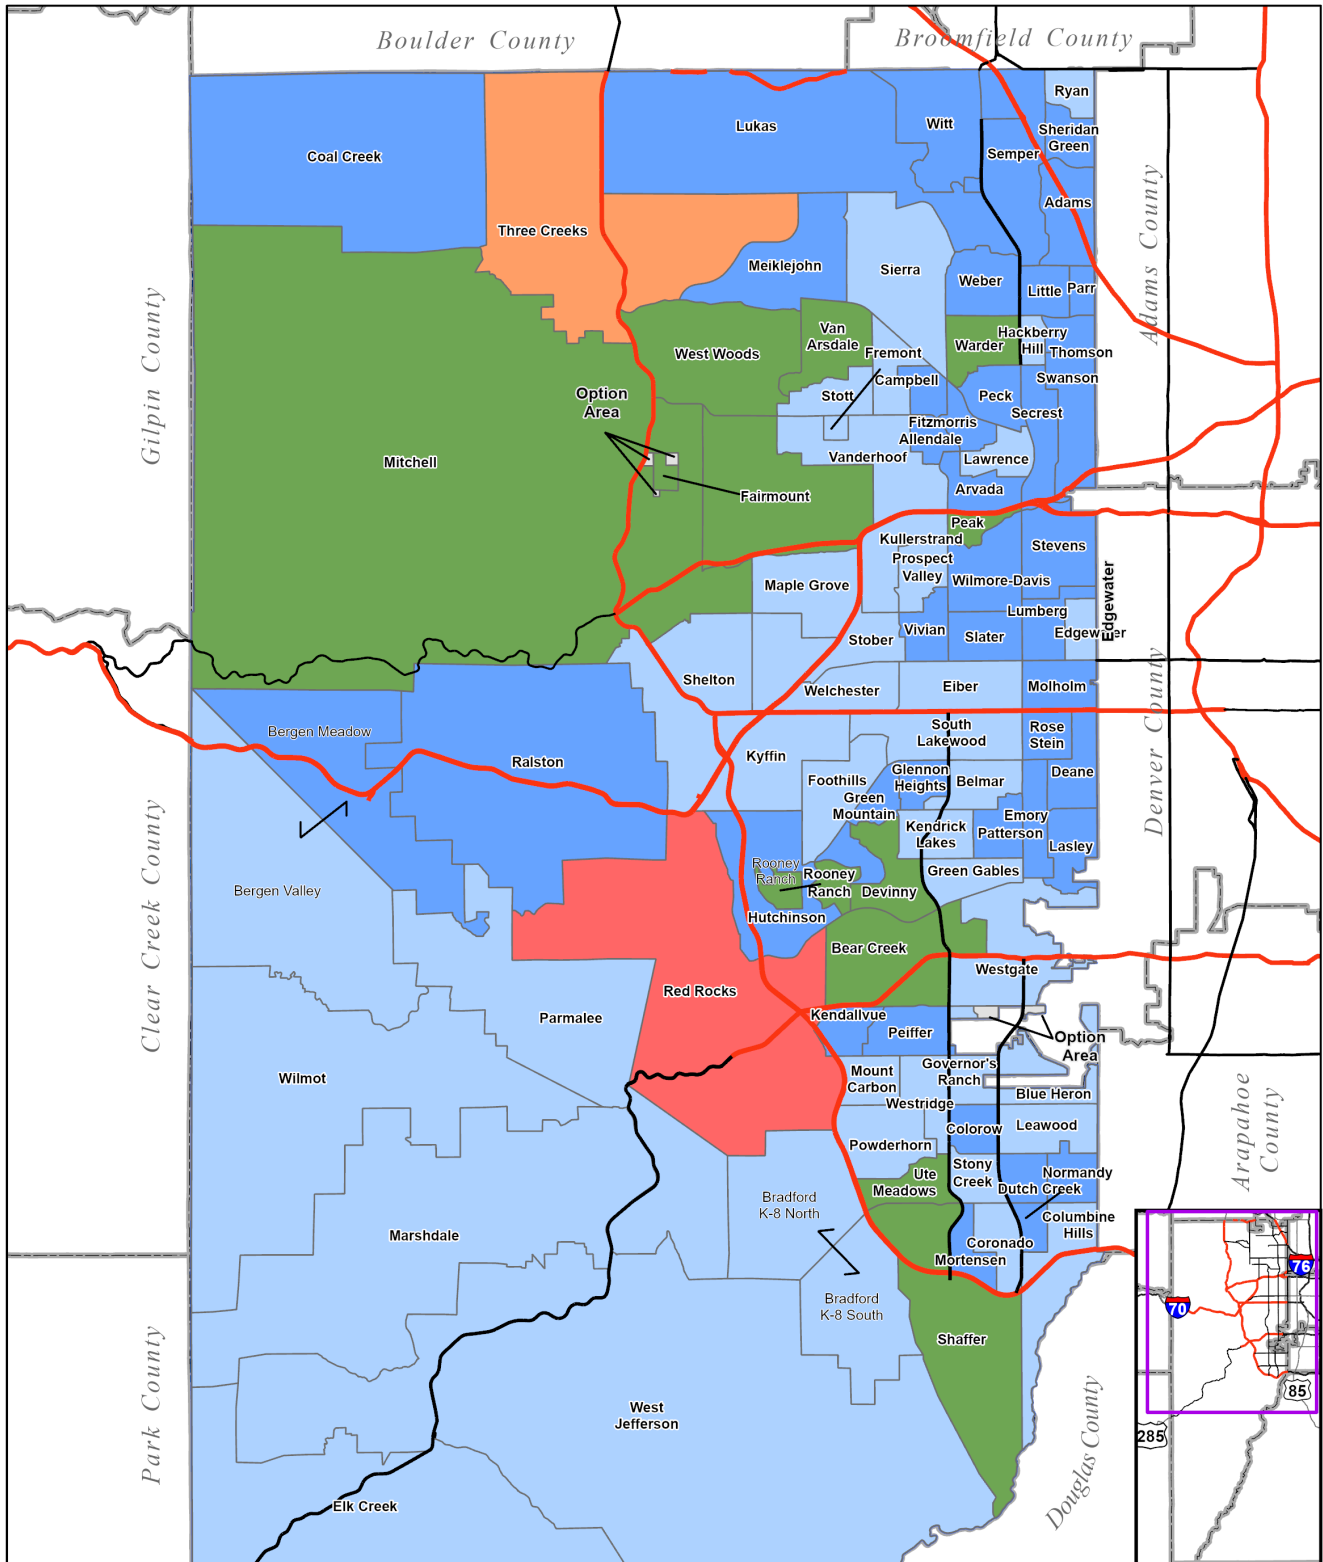 Boulder County
Broomfield County
Ryan
Lukas
Witt
Sheridan
Green
Coal Creek
Semper
Adams
Three Creeks
Meiklejohn
Sierra
Weber
Little
Parr
Adams County
Gilpin County
Van
Arsdale
West Woods
Fremont
Warder
Hackberry
Hill
Thomson
Campbell
Swanson
Option
Area
Stott
Peck
Secrest
Fitzmorris
Allendale
Mitchell
Vanderhoof
Lawrence
Arvada
Fairmount
Peak
Kullerstrand
Stevens
Prospect
Valley
Maple Grove
Wilmore-Davis
Edgewater
Lumberg
Vivian
Slater
Edgewater
Stober
Shelton
Welchester
Eiber
Molholm
Denver County
Bergen Meadow
South
Lakewood
Rose
Stein
Ralston
Kyffin
Foothills
Glennon
Heights
Belmar
Deane
Green
Mountain
Kendrick
Lakes
Emory
Patterson
Lasley
Rooney
Ranch
Rooney
Ranch
Devinny
Green Gables
Bergen Valley
Clear Creek County
Hutchinson
Bear Creek
Westgate
Red Rocks
Parmalee
Kendallvue
Peiffer
Option
Area
Wilmot
Mount
Carbon
Governor's
Ranch
Blue Heron
Westridge
Colorow
Leawood
Powderhorn
Arapahoe
County
Ute
Meadows
Stony
Creek
Normandy
Dutch Creek
Bradford
K-8 North
Columbine
Hills
Marshdale
Coronado
Mortensen
76
70
Bradford
K-8 South
Shaffer
85
285
West
Jefferson
Park County
Douglas County
Elk Creek